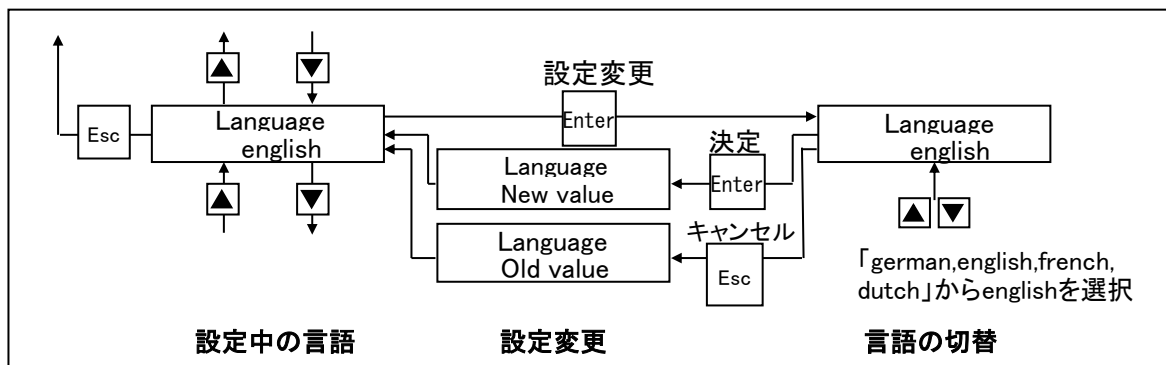 ▲
▼
設定変更
Esc
Language
english
Enter
Language
english
決定
Language
New value
Enter
▲
▼
キャンセル
▲
▼
Language
Old value
Esc
「german,english,french,
dutch」からenglishを選択
設定中の言語
設定変更
言語の切替